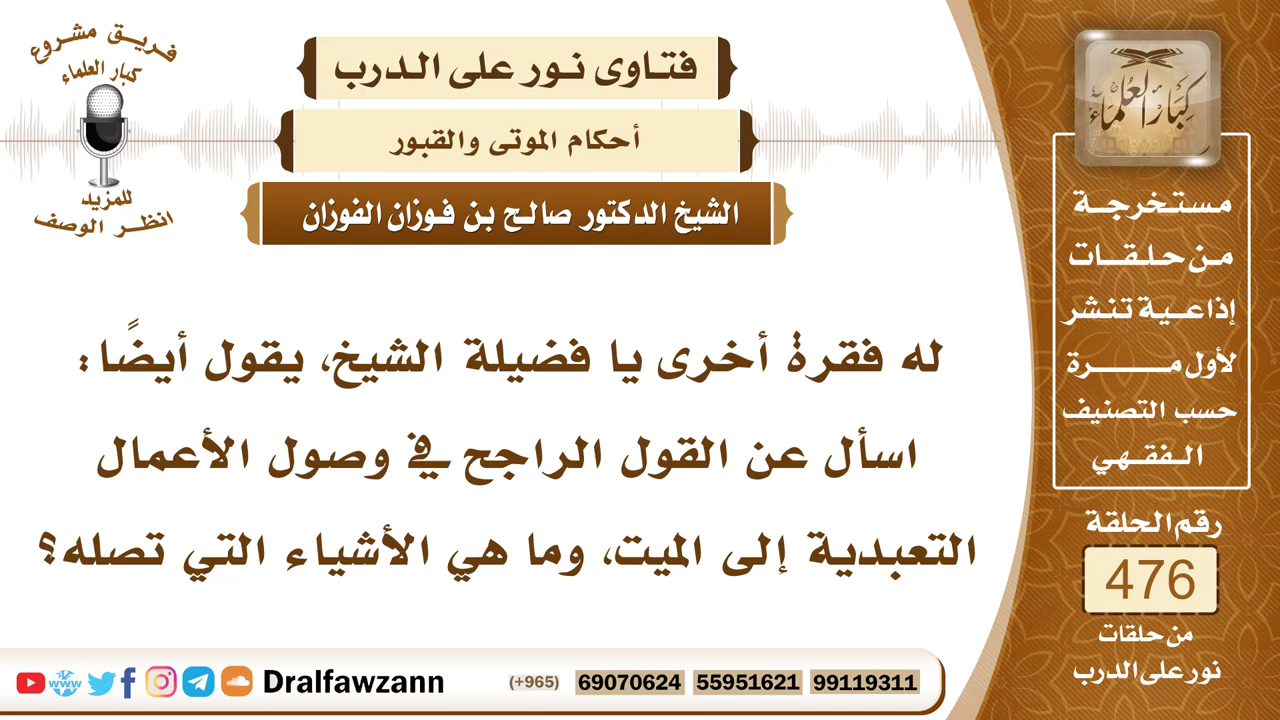 فريق مشروع
كبار العلماء
للمزيد
انظر الوصف
فتاوى نور على الدرب
أحكام الموتى والقبور
الشيخ الدكتور صالح بن فوزان الفوزان
له فقرةٌ أخرى يا فضيلة الشيخ، يقول أيضًا:
اسأل عن القول الراجح في وصول الأعمال
التعبدية إلى الميت، وما هي الأشياء التي تصله؟
كبار العلماء
مستخرجة
من حلقات
إذاعية تنشر
لأول مرة
حسب التصنيف
الفقهي
رقم الحلقة
476
من حلقات
نور على الدرب
www Dralfawzann (+965) 69070624 55951621 99119311